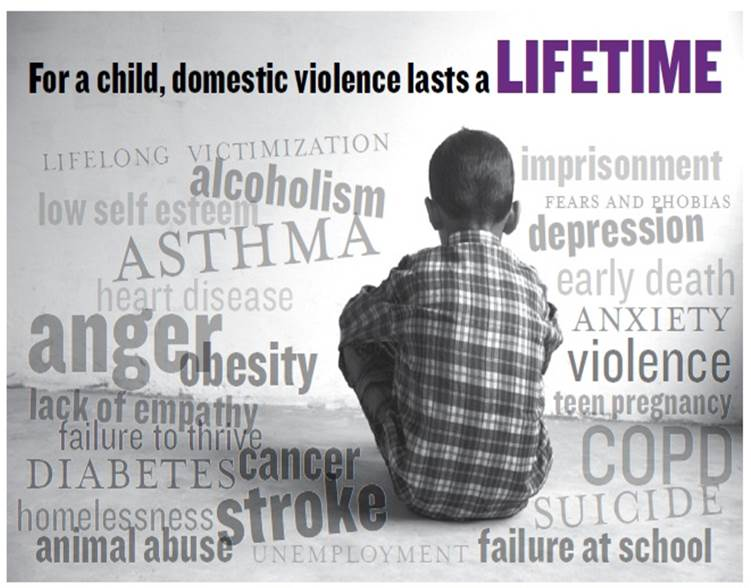 For a child, domestic violence lasts a LIFETIME
LIFELONG VICTIMIZATION
alcoholism
low self esteem
ASTHMA
heart disease
anger
obesity
lack of empathy
failure to thrive
DIABETES
cancer
homelessness
stroke
animal abuse
UNEMPLOYMENT
imprisonment
FEARS AND PHOBIAS
depression
early death
ANXIETY
violence
teen pregnancy
COPD
SUICIDE
failure at school